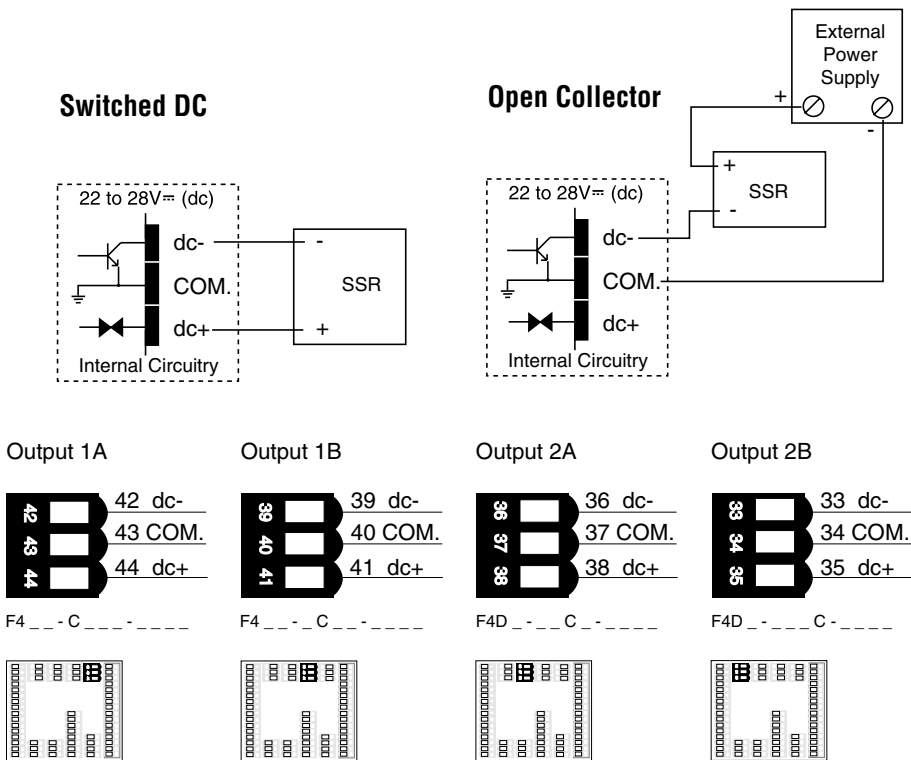 External
Power
Supply
+
-
Switched DC
Open Collector
22 to 28V⎓ (dc)
dc-
COM.
dc+
Internal Circuitry
-
SSR
+
22 to 28V⎓ (dc)
dc-
COM.
dc+
Internal Circuitry
+
SSR
-
Output 1A
42
43
44
42 dc-
43 COM.
44 dc+
F4 _ _ - C _ _ _ - _ _ _ _
Output 1B
39
40
41
39 dc-
40 COM.
41 dc+
F4 _ _ - _ C _ _ - _ _ _ _
Output 2A
36
37
38
36 dc-
37 COM.
38 dc+
F4D _ - _ _ C _ - _ _ _ _
Output 2B
33
34
35
33 dc-
34 COM.
35 dc+
F4D _ - _ _ _ C - _ _ _ _